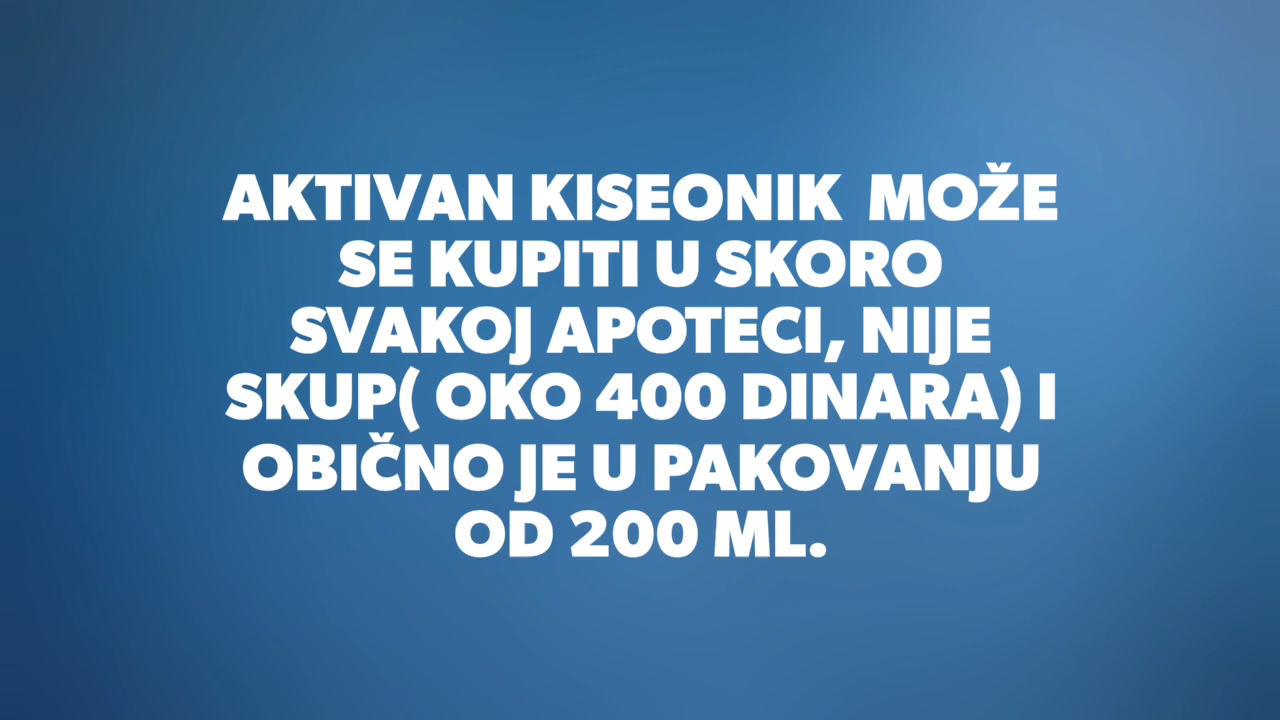 AKTIVAN KISEONIK  MOŽE
SE KUPITI U SKORO
SVAKOJ APOTECI, NIJE
SKUP( OKO 400 DINARA) I
OBIČNO JE U PAKOVANJU
OD 200 ML.